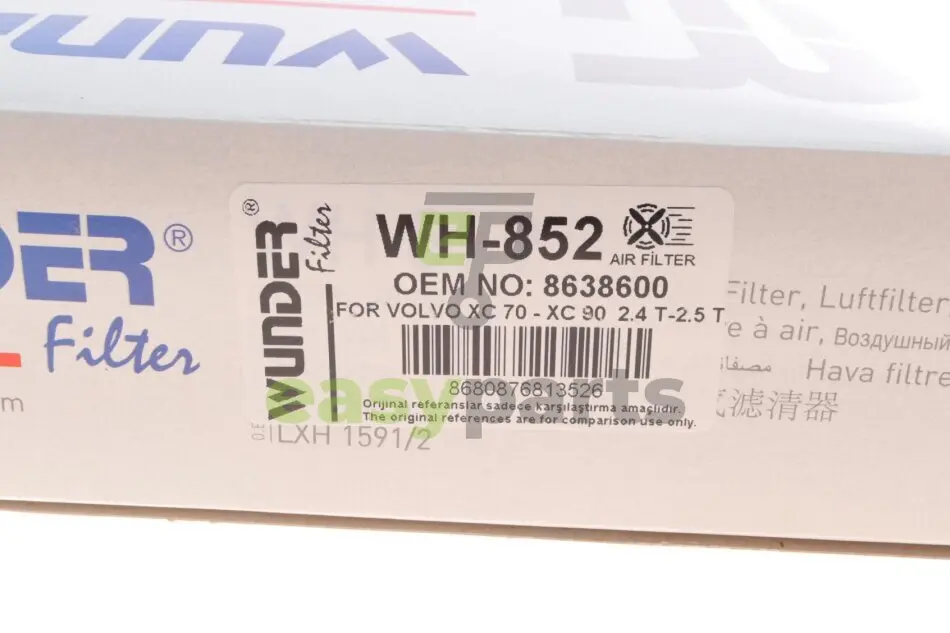 WUNDER
DER®
Filter
m
WUNDER®
Filter
WH-852
AIR FİLTER
OEM NO: 8638600
FOR VOLVO XC 70 - XC 90 2.4 T-2.5 T
8680876813526
Orijinal referanslar sadece karşılaştırma amaçlıdır.
The original references are for comparison use only.
easyparts
O.E
LXH 1591/2
Filter, Luftfilter
e à air, Воздушный
Hava filtre
滤清器